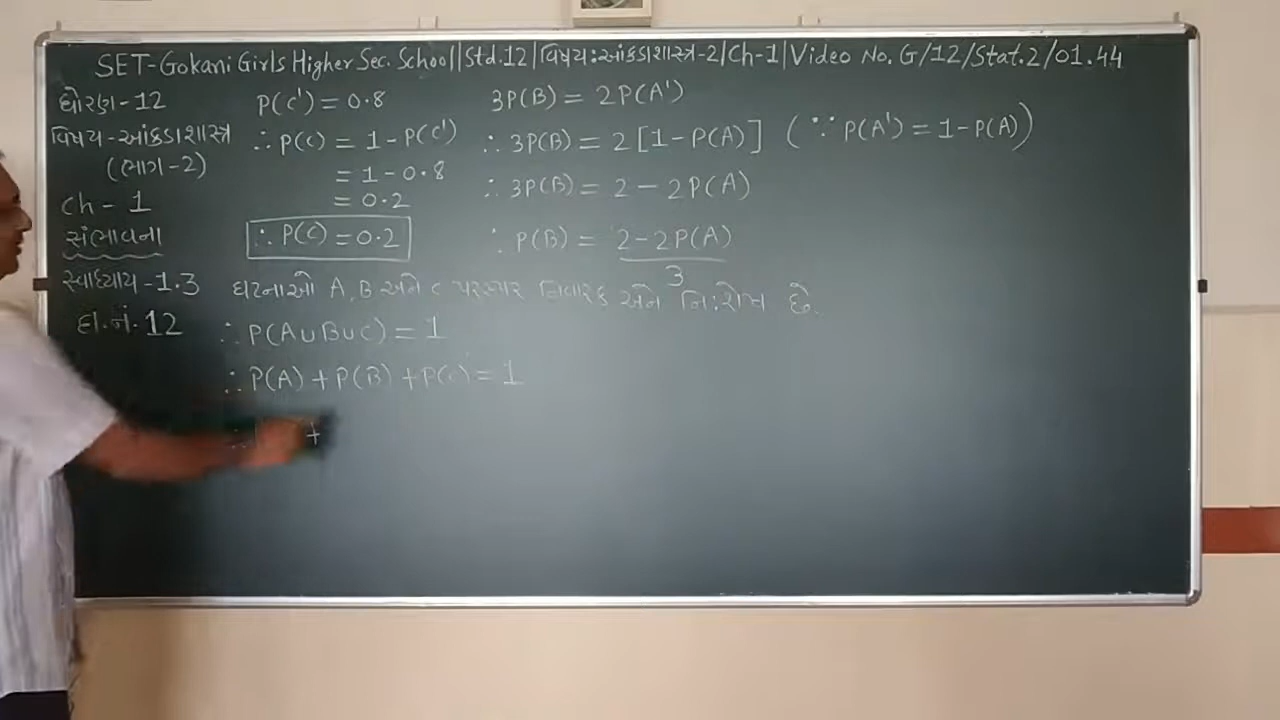 SET-Gokani Girls Higher Sec. School||Std.12|વિષય:આંકડાશાસ્ત્ર-2|Ch-1|Video No. G/12/Stat.2/01.44
ધોરણ-12
વિષય-આંકડાશાસ્ત્ર
(ભાગ-2)
Ch-1
સંભાવના
સ્વાધ્યાય-1.3
દા.નં.12
P(C') = 0.8
∴ P(C) = 1 - P(C')
= 1 - 0.8
= 0.2
∴ P(C) = 0.2
3P(B) = 2P(A')
∴ 3P(B) = 2[1-P(A)] (∵ P(A') = 1-P(A))
∴ 3P(B) = 2 - 2P(A)
∴ P(B) = 2-2P(A)
3
ઘટનાઓ A, B અને C પરસ્પર નિવારક અને નિ:શેષ છે.
∴ P(AUBUC) = 1
∴ P(A) + P(B) + P(C) = 1
+